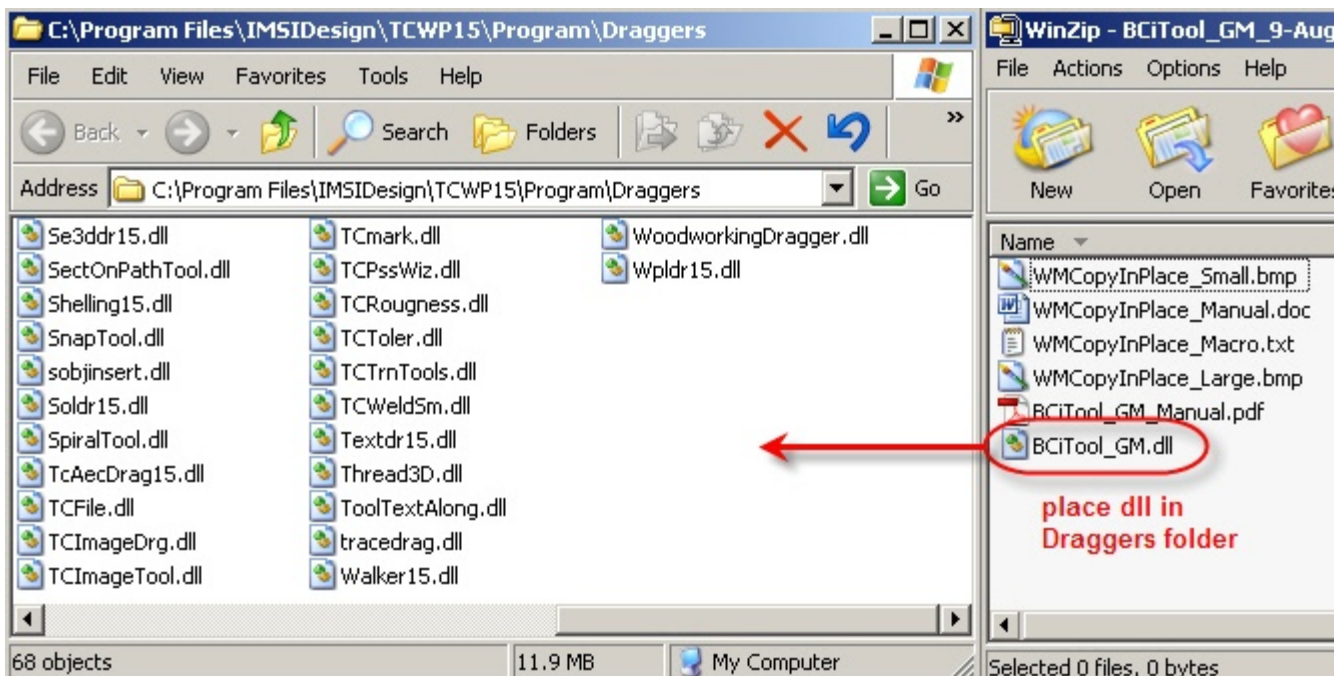 C:\Program Files\IMSIDesign\TCWP15\Program\Draggers
File Edit View Favorites Tools Help
Back Search Folders »
Address C:\Program Files\IMSIDesign\TCWP15\Program\Draggers Go
Se3ddr15.dll
SectOnPathTool.dll
Shelling15.dll
SnapTool.dll
sobjinsert.dll
Soldr15.dll
SpiralTool.dll
TcAecDrag15.dll
TCFile.dll
TCImageDrg.dll
TCImageTool.dll
TCmark.dll
TCPssWiz.dll
TCRougness.dll
TCToler.dll
TCTrnTools.dll
TCWeldSm.dll
Textdr15.dll
Thread3D.dll
ToolTextAlong.dll
tracedrag.dll
Walker15.dll
WoodworkingDragger.dll
Wpldr15.dll
68 objects 11.9 MB My Computer
WinZip - BCiTool_GM_9-Aug
File Actions Options Help
New Open Favorites
Name
WMCopyInPlace_Small.bmp
WMCopyInPlace_Manual.doc
WMCopyInPlace_Macro.txt
WMCopyInPlace_Large.bmp
BCiTool_GM_Manual.pdf
BCiTool_GM.dll
place dll in
Draggers folder
Selected 0 files, 0 bytes